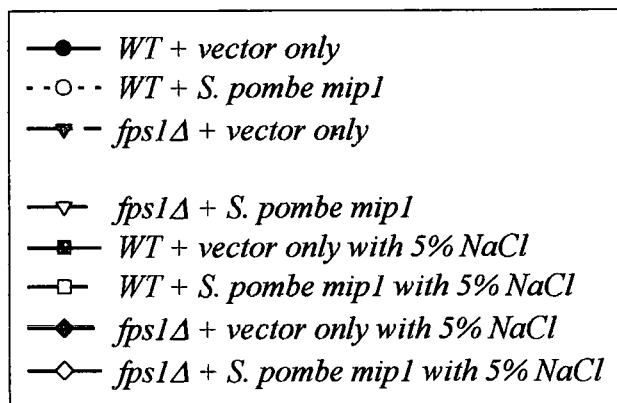 WT + vector only
WT + S. pombe mip1
fps1Δ + vector only
fps1Δ + S. pombe mip1
WT + vector only with 5% NaCl
WT + S. pombe mip1 with 5% NaCl
fps1Δ + vector only with 5% NaCl
fps1Δ + S. pombe mip1 with 5% NaCl